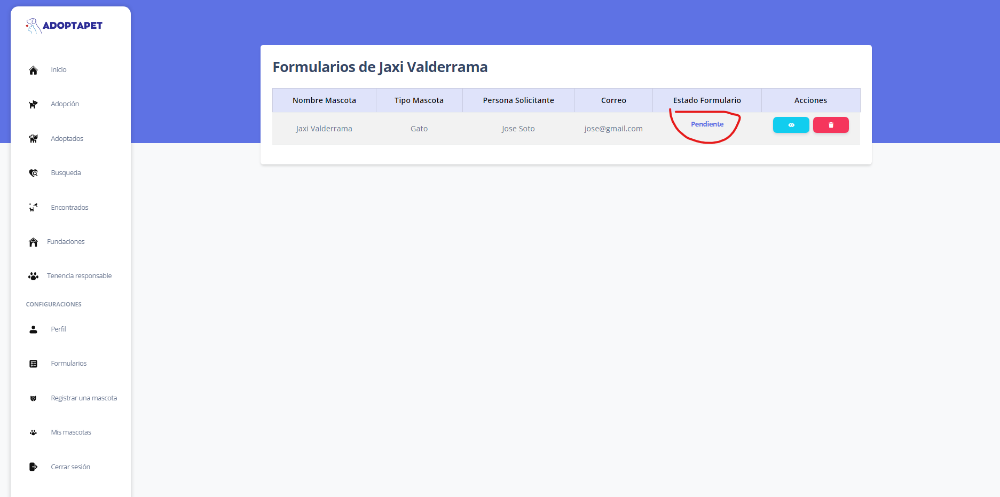 ADOPTAPET
Inicio
Adopción
Adoptados
Busqueda
Encontrados
Fundaciones
Tenencia responsable
CONFIGURACIONES
Perfil
Formularios
Registrar una mascota
Mis mascotas
Cerrar sesión
Formularios de Jaxi Valderrama
Nombre Mascota Tipo Mascota Persona Solicitante Correo Estado Formulario Acciones
Jaxi Valderrama Gato Jose Soto jose@gmail.com Pendiente